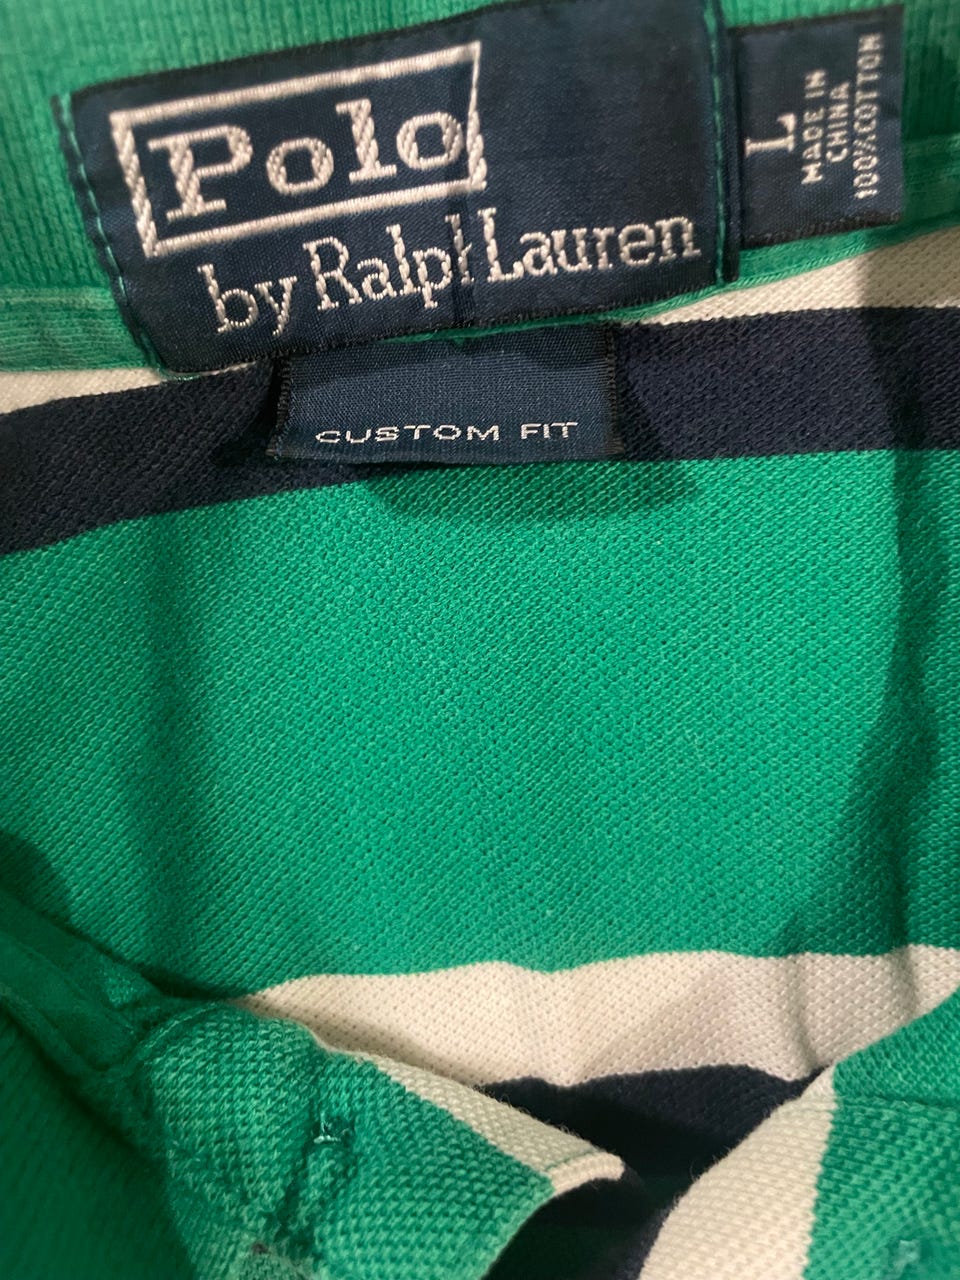 Polo
by Ralph Lauren
L
MADE IN
CHINA
100% COTTON
CUSTOM FIT